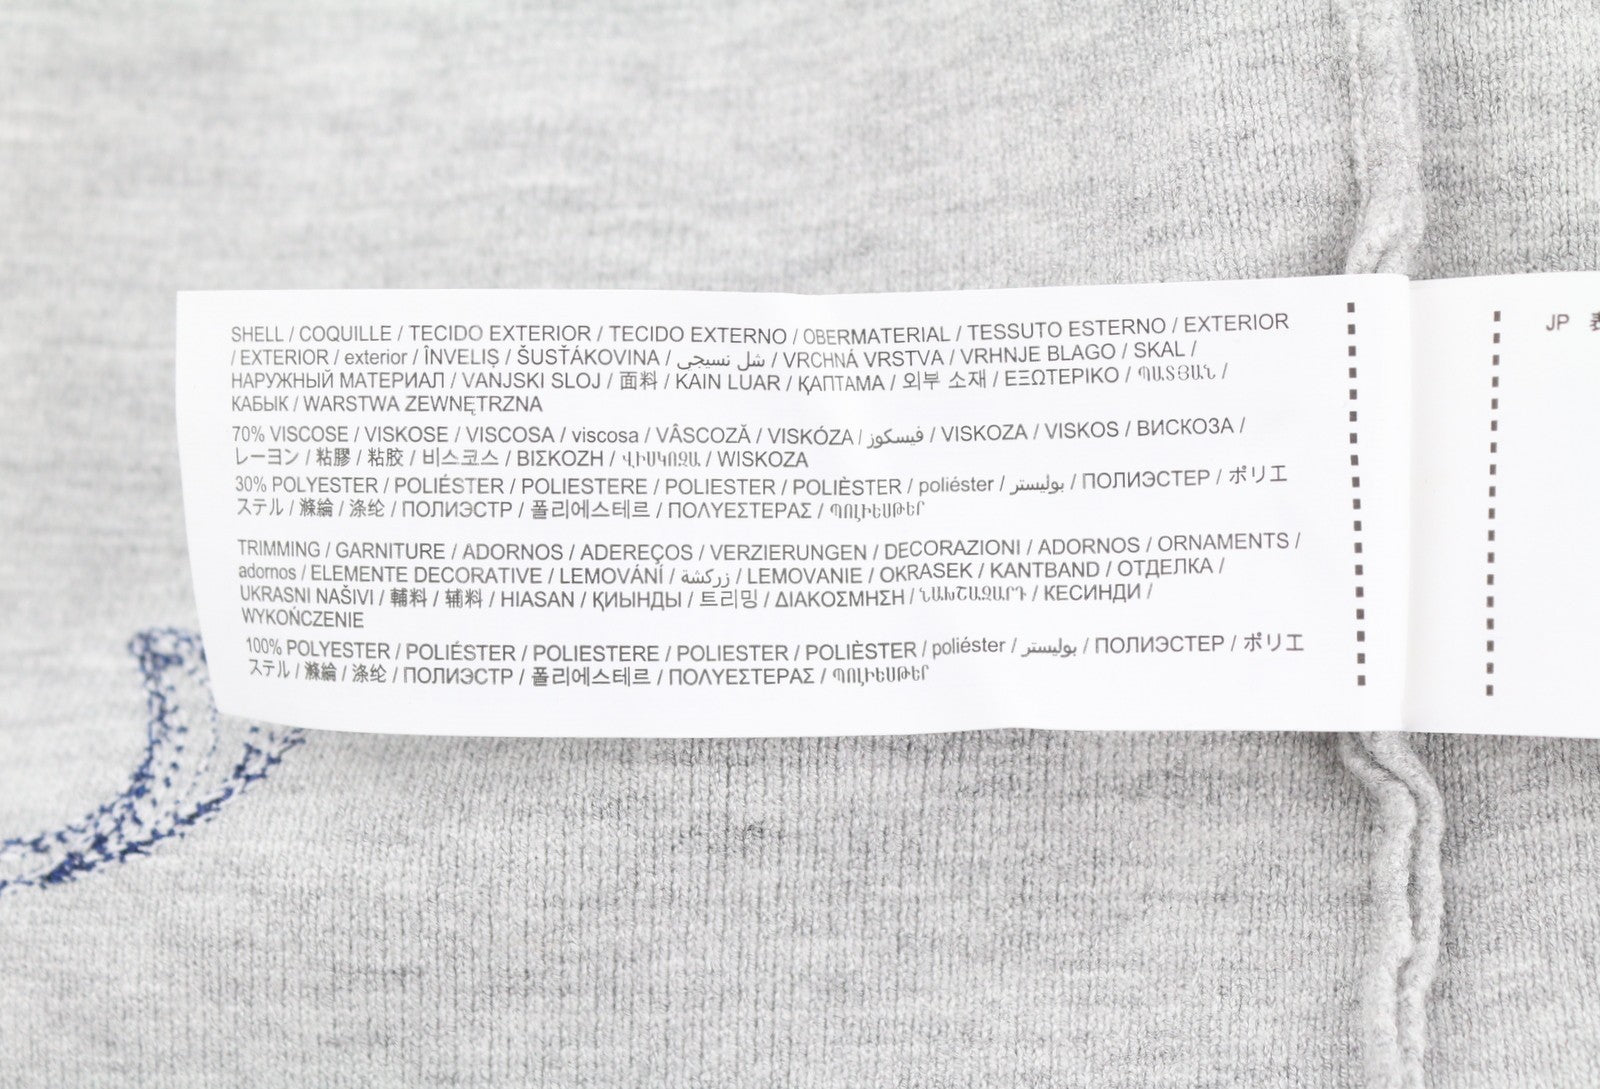 SHELL / COQUILLE / TECIDO EXTERIOR / TECIDO EXTERNO / OBERMATERIAL / TESSUTO ESTERNO / EXTERIOR
/ EXTERIOR / exterior / ÎNVELIȘ / ŠUSŤÁKOVINA / شل نسيجي / VRCHNÁ VRSTVA / VRHNJE BLAGO / SKAL /
НАРУЖНЫЙ МАТЕРИАЛ / VANJSKI SLOJ / 面料 / KAIN LUAR / ҚАПТАМА / 외부 소재 / ΕΞΩΤΕΡΙΚΟ / ՊԱՏՅԱՆ /
КАБЫК / WARSTWA ZEWNĘTRZNA
70% VISCOSE / VISKOSE / VISCOSA / viscosa / VÂSCOZĂ / VISKÓZA / فيسكوز / VISKOZA / VISKOS / ВИСКОЗА /
レーヨン / 粘膠 / 粘胶 / 비스코스 / ΒΙΣΚΟΖΗ / ՎԻՍԿՈԶԱ / WISKOZA
30% POLYESTER / POLIÉSTER / POLIESTERE / POLIESTER / POLIÈSTER / poliéster / بوليستر / ПОЛИЭСТЕР / ポリエ
ステル / 滌綸 / 涤纶 / ПОЛИЭСТР / 폴리에스테르 / ΠΟΛΥΕΣΤΕΡΑΣ / ՊՈԼԻԵՍԹԵՐ
TRIMMING / GARNITURE / ADORNOS / ADEREÇOS / VERZIERUNGEN / DECORAZIONI / ADORNOS / ORNAMENTS /
adornos / ELEMENTE DECORATIVE / LEMOVÁNÍ / زركشة / LEMOVANIE / OKRASEK / KANTBAND / ОТДЕЛКА /
UKRASNI NAŠIVI / 輔料 / 辅料 / HIASAN / ҚИЫНДЫ / 트리밍 / ΔΙΑΚΟΣΜΗΣΗ / ՆԱԽՇԱԶԱՐԴ / КЕСИНДИ /
WYKOŃCZENIE
100% POLYESTER / POLIÉSTER / POLIESTERE / POLIESTER / POLIÈSTER / poliéster / بوليستر / ПОЛИЭСТЕР / ポリエ
ステル / 滌綸 / 涤纶 / ПОЛИЭСТР / 폴리에스테르 / ΠΟΛΥΕΣΤΕΡΑΣ / ՊՈԼԻԵՍԹԵՐ
JP